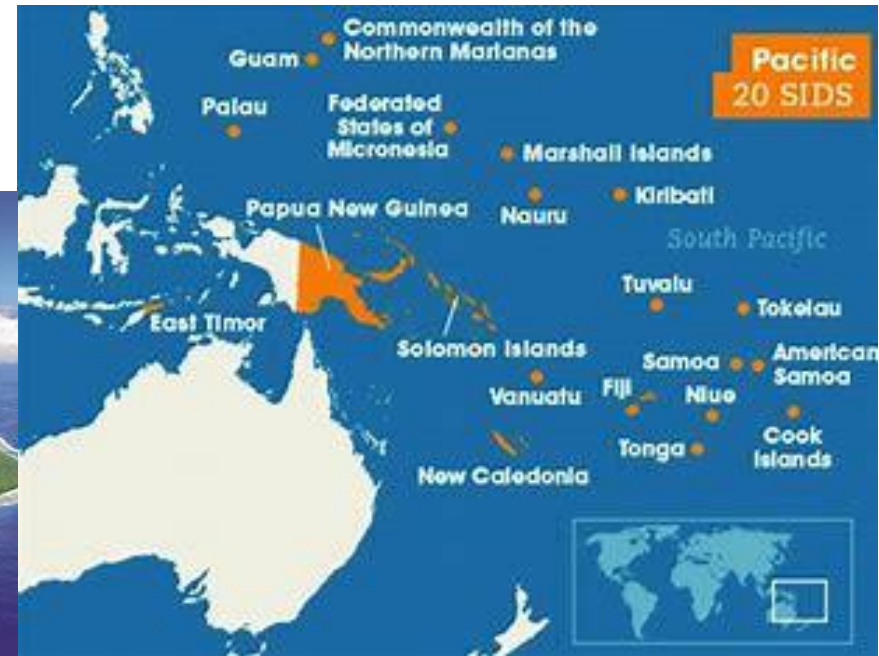 Commonwealth of the
Northern Marianas
Guam
Pacific
20 SIDS
Palau
Federated
States of
Micronesia
Marshall Islands
Papua New Guinea
Nauru
Kiribati
South Pacific
Tuvalu
Tokelau
East Timor
Solomon Islands
Samoa
American
Samoa
Vanuatu
Fiji
Niue
Tonga
Cook
Islands
New Caledonia